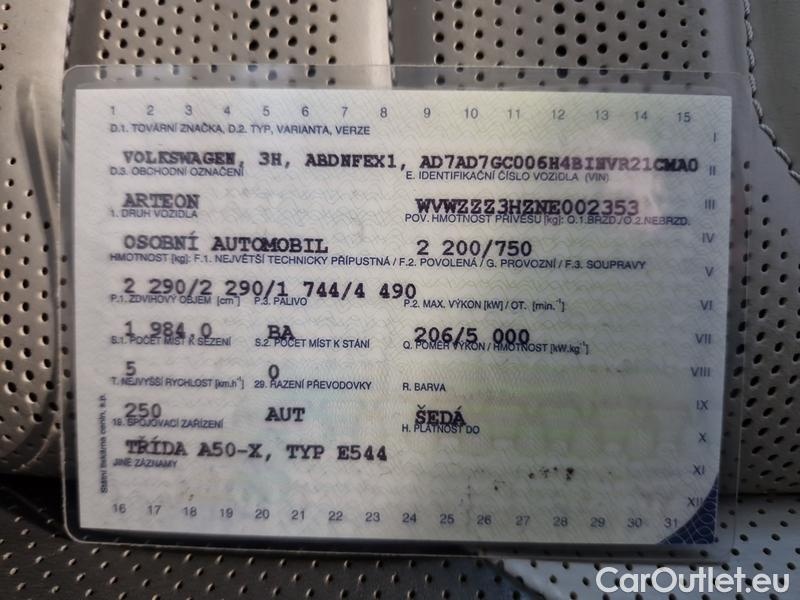 1 2 3 4 5 6 7 8 9 10 11 12 13 14 15
D.1. TOVÁRNÍ ZNAČKA, D.2. TYP, VARIANTA, VERZE
I
VOLKSWAGEN, 3H, ABDNFEX1, AD7AD7GC006H4BINVR21CMA0
II
D.3. OBCHODNÍ OZNAČENÍ E. IDENTIFIKAČNÍ ČÍSLO VOZIDLA (VIN)
ARTEON WVWZZZ3HZNE002353
III
1. DRUH VOZIDLA POV. HMOTNOST PŘÍVĚSU [kg]: O.1 BRZD./O.2.NEBRZD.
OSOBNÍ AUTOMOBIL 2 200/750
IV
HMOTNOST [kg]: F.1. NEJVĚTŠÍ TECHNICKY PŘÍPUSTNÁ / F.2. POVOLENÁ / G. PROVOZNÍ / F.3. SOUPRAVY
V
2 290/2 290/1 744/4 490
P.1. ZDVIHOVÝ OBJEM [cm³] P.3. PALIVO P.2. MAX. VÝKON [kW] / OT. [min.⁻¹]
VI
1 984.0 BA 206/5 000
VII
S.1. POČET MÍST K SEZENÍ S.2. POČET MÍST K STÁNÍ Q. POMĚR VÝKON / HMOTNOST [kW.kg⁻¹]
5 0
VIII
T. NEJVYŠŠÍ RYCHLOST [km.h⁻¹] 29. ŘAZENÍ PŘEVODOVKY R. BARVA
250 AUT ŠEDÁ
IX
19. SPOJOVACÍ ZAŘÍZENÍ H. PLATNOST DO
TŘÍDA A50-X, TYP E544
X
JINÉ ZÁZNAMY
XI
XII
Státní tiskárna cenin, s.p.
16 17 18 19 20 21 22 23 24 25 26 27 28 29 30 31
CarOutlet.eu